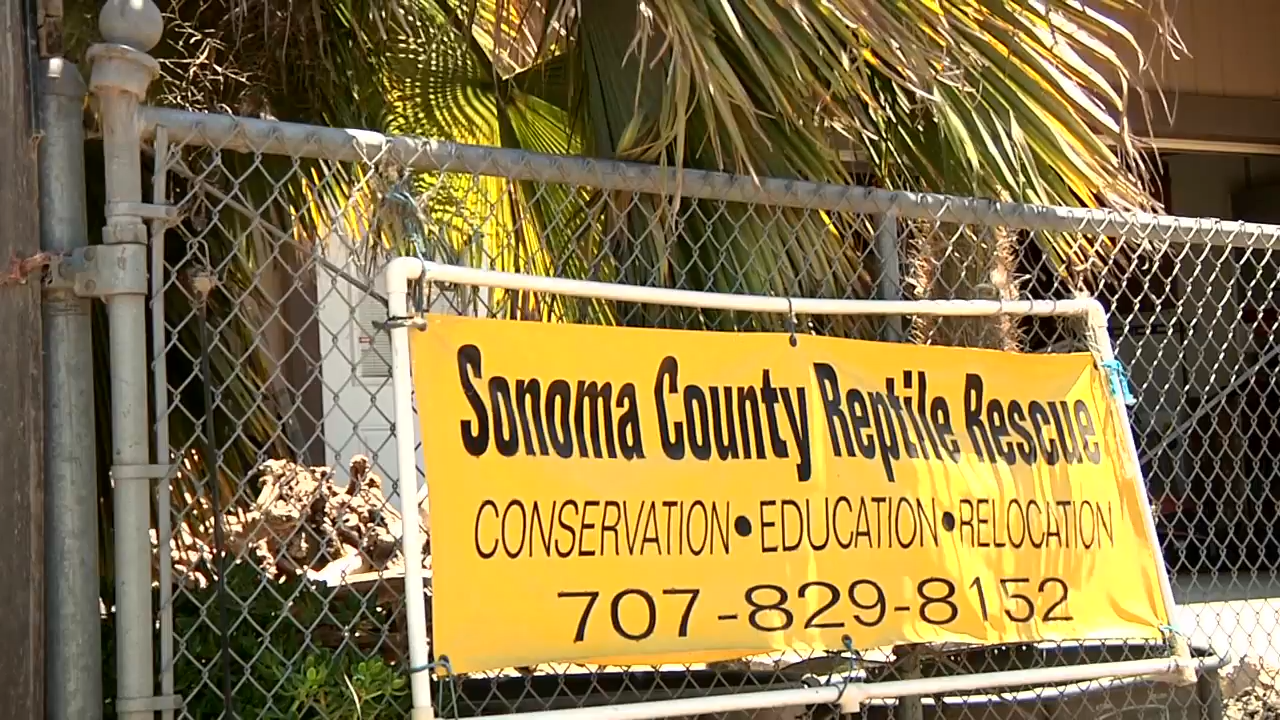 Sonoma County Reptile Rescue
CONSERVATION•EDUCATION•RELOCATION
707-829-8152